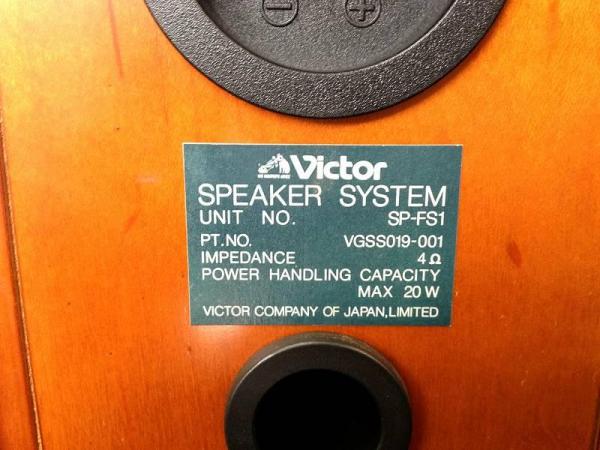 Victor
SPEAKER SYSTEM
UNIT NO. SP-FS1
PT.NO. VGSS019-001
IMPEDANCE 4Ω
POWER HANDLING CAPACITY
MAX 20W
VICTOR COMPANY OF JAPAN,LIMITED